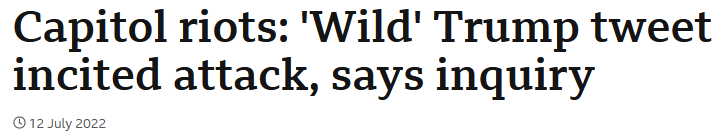 Capitol riots: 'Wild' Trump tweet
incited attack, says inquiry
12 July 2022